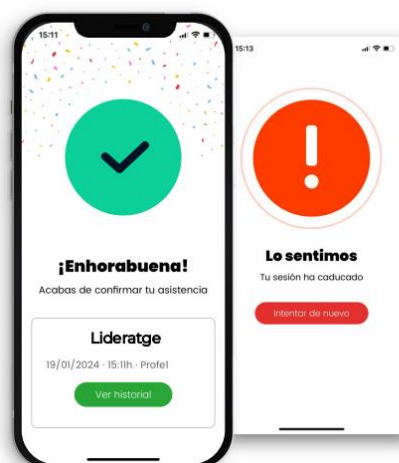 15:11
¡Enhorabuena!
Acabas de confirmar tu asistencia
Lideratge
19/01/2024 · 15:11h · Profe1
Ver historial
15:13
Lo sentimos
Tu sesión ha caducado
Intentar de nuevo